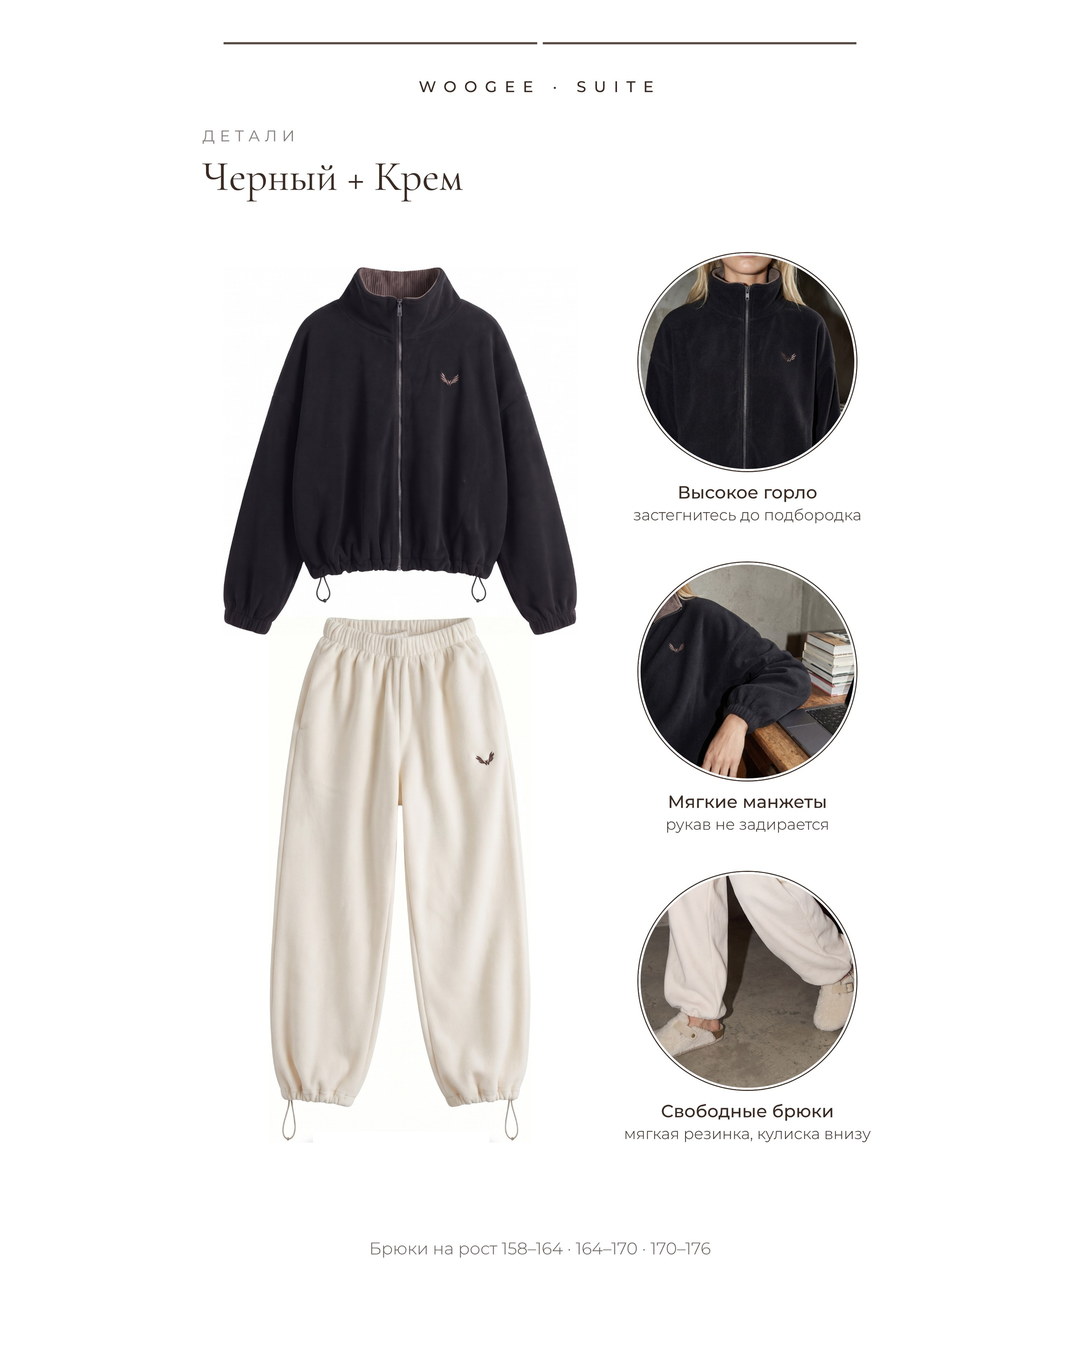 WOOGEE · SUITE
ДЕТАЛИ
Черный + Крем
Высокое горло
застегнитесь до подбородка
Мягкие манжеты
рукав не задирается
Свободные брюки
мягкая резинка, кулиска внизу
Брюки на рост 158–164 · 164–170 · 170–176